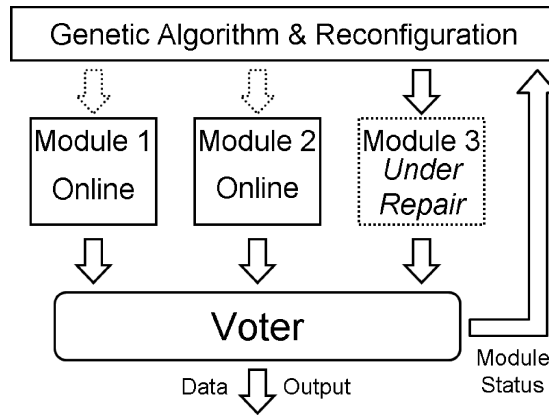 Genetic Algorithm & Reconfiguration
Module 1
Online
Module 2
Online
Module 3
Under
Repair
Voter
Module
Status
Data Output